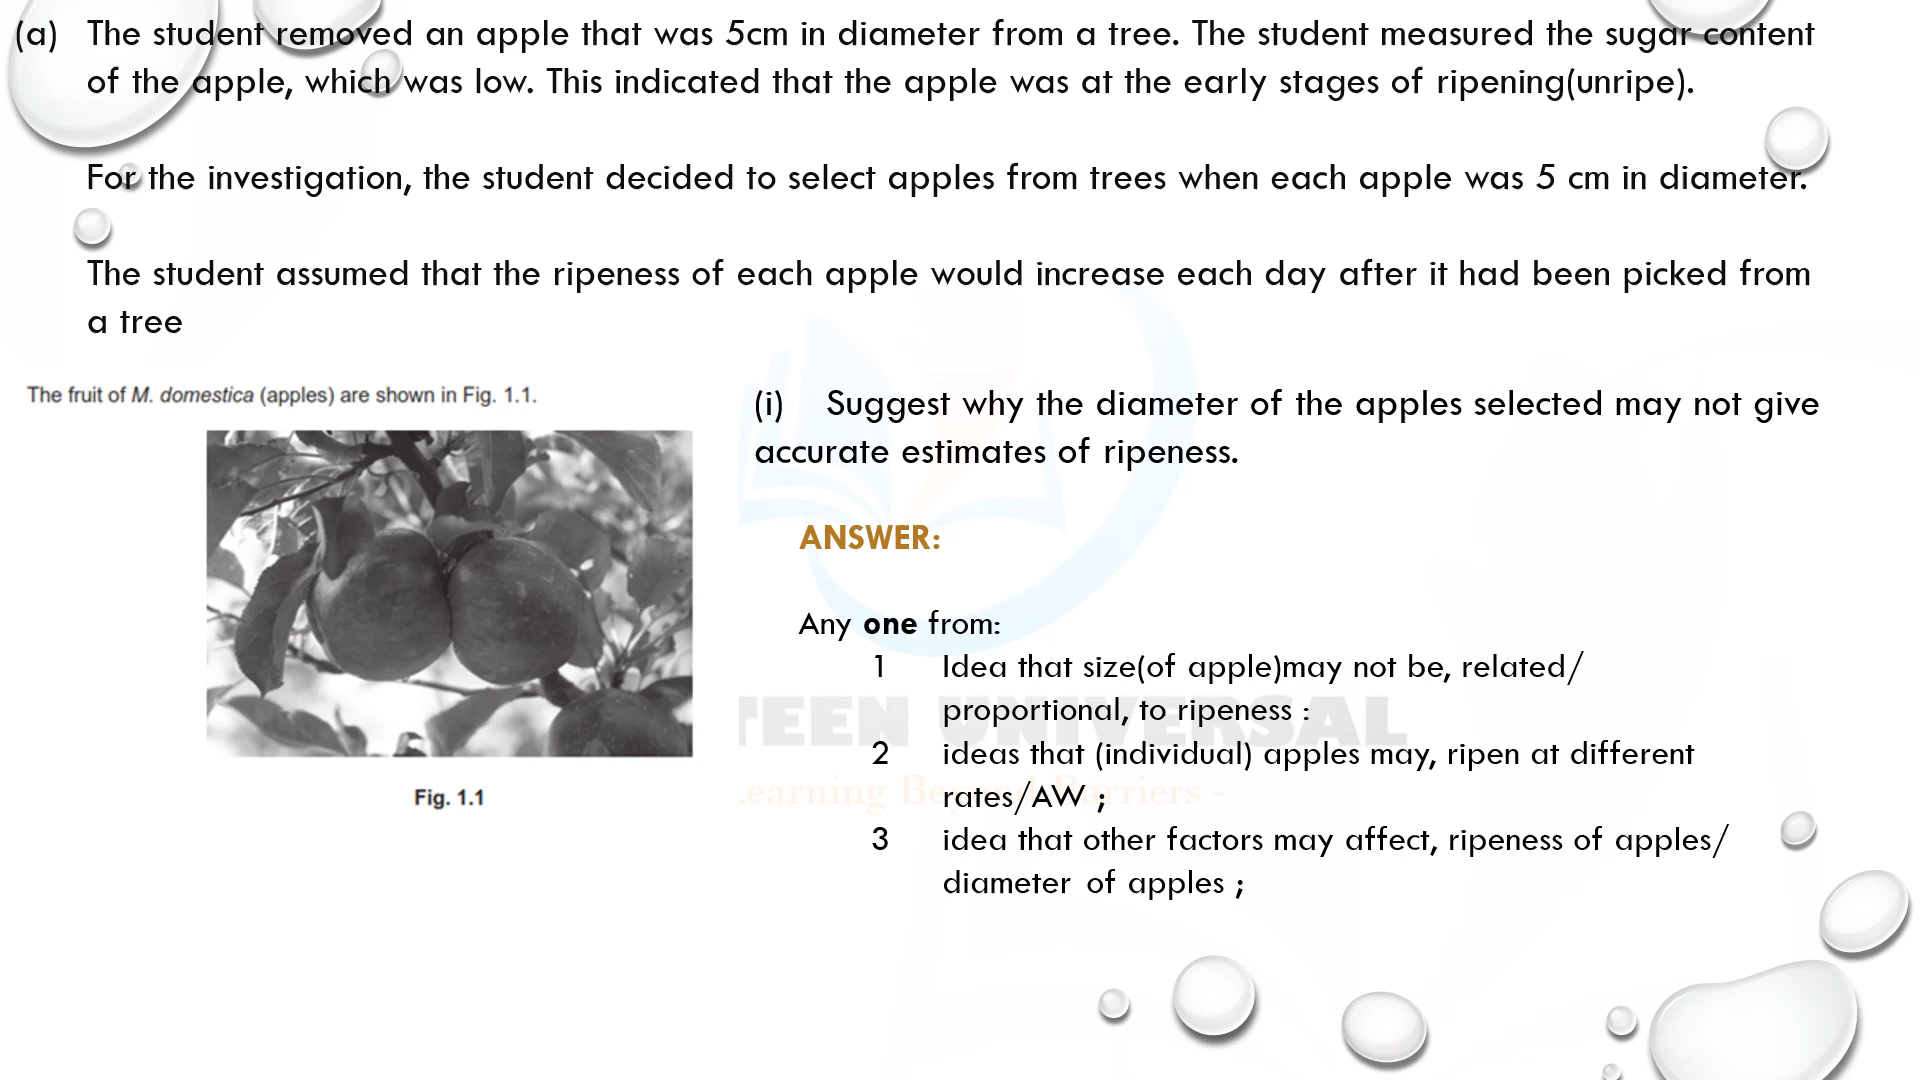 (a) The student removed an apple that was 5cm in diameter from a tree. The student measured the sugar content
of the apple, which was low. This indicated that the apple was at the early stages of ripening(unripe).
For the investigation, the student decided to select apples from trees when each apple was 5 cm in diameter.
The student assumed that the ripeness of each apple would increase each day after it had been picked from
a tree
The fruit of M. domestica (apples) are shown in Fig. 1.1.
Fig. 1.1
(i) Suggest why the diameter of the apples selected may not give
accurate estimates of ripeness.
ANSWER:
Any one from:
1 Idea that size(of apple)may not be, related/
proportional, to ripeness :
2 ideas that (individual) apples may, ripen at different
rates/AW ;
3 idea that other factors may affect, ripeness of apples/
diameter of apples ;
TEEN UNIVERSAL
Learning Beyond Barriers -